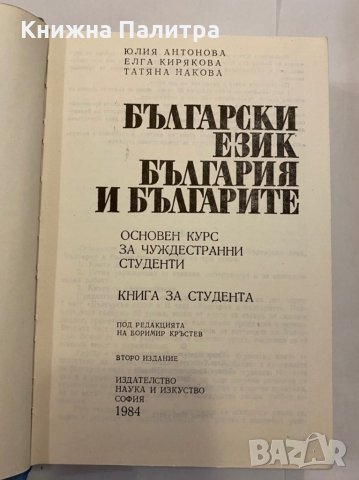 Книжна Палитра
ЮЛИЯ АНТОНОВА
ЕЛГА КИРЯКОВА
ТАТЯНА НАКОВА
БЪЛГАРСКИ
ЕЗИК
БЪЛГАРИЯ
И БЪЛГАРИТЕ
ОСНОВЕН КУРС
ЗА ЧУЖДЕСТРАННИ
СТУДЕНТИ
КНИГА ЗА СТУДЕНТА
ПОД РЕДАКЦИЯТА
НА БОРИМИР КРЪСТЕВ
ВТОРО ИЗДАНИЕ
ИЗДАТЕЛСТВО
НАУКА И ИЗКУСТВО
СОФИЯ
1984
BAZAR